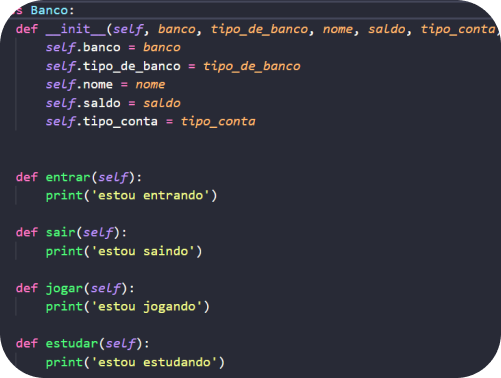 s Banco:
def __init__(self, banco, tipo_de_banco, nome, saldo, tipo_conta,
self.banco = banco
self.tipo_de_banco = tipo_de_banco
self.nome = nome
self.saldo = saldo
self.tipo_conta = tipo_conta
def entrar(self):
print('estou entrando')
def sair(self):
print('estou saindo')
def jogar(self):
print('estou jogando')
def estudar(self):
print('estou estudando')